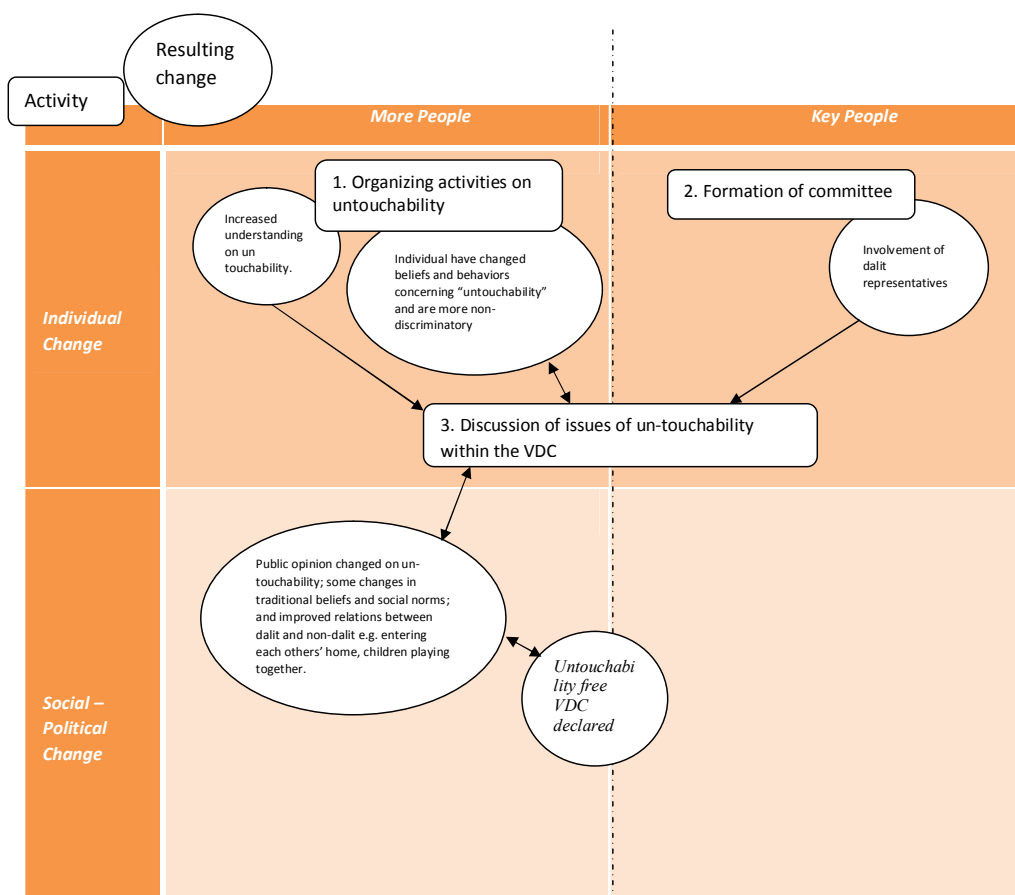 Resulting
change
Activity
More People
Key People
1. Organizing activities on
untouchability
2. Formation of committee
Increased
understanding
on un
touchability.
Individual have changed
beliefs and behaviors
concerning “untouchability”
and are more non-
discriminatory
Involvement of
dalit
representatives
Individual
Change
3. Discussion of issues of un-touchability
within the VDC
Public opinion changed on un-
touchability; some changes in
traditional beliefs and social norms;
and improved relations between
dalit and non-dalit e.g. entering
each others’ home, children playing
together.
Untouchabi
lity free
VDC
declared
Social –
Political
Change